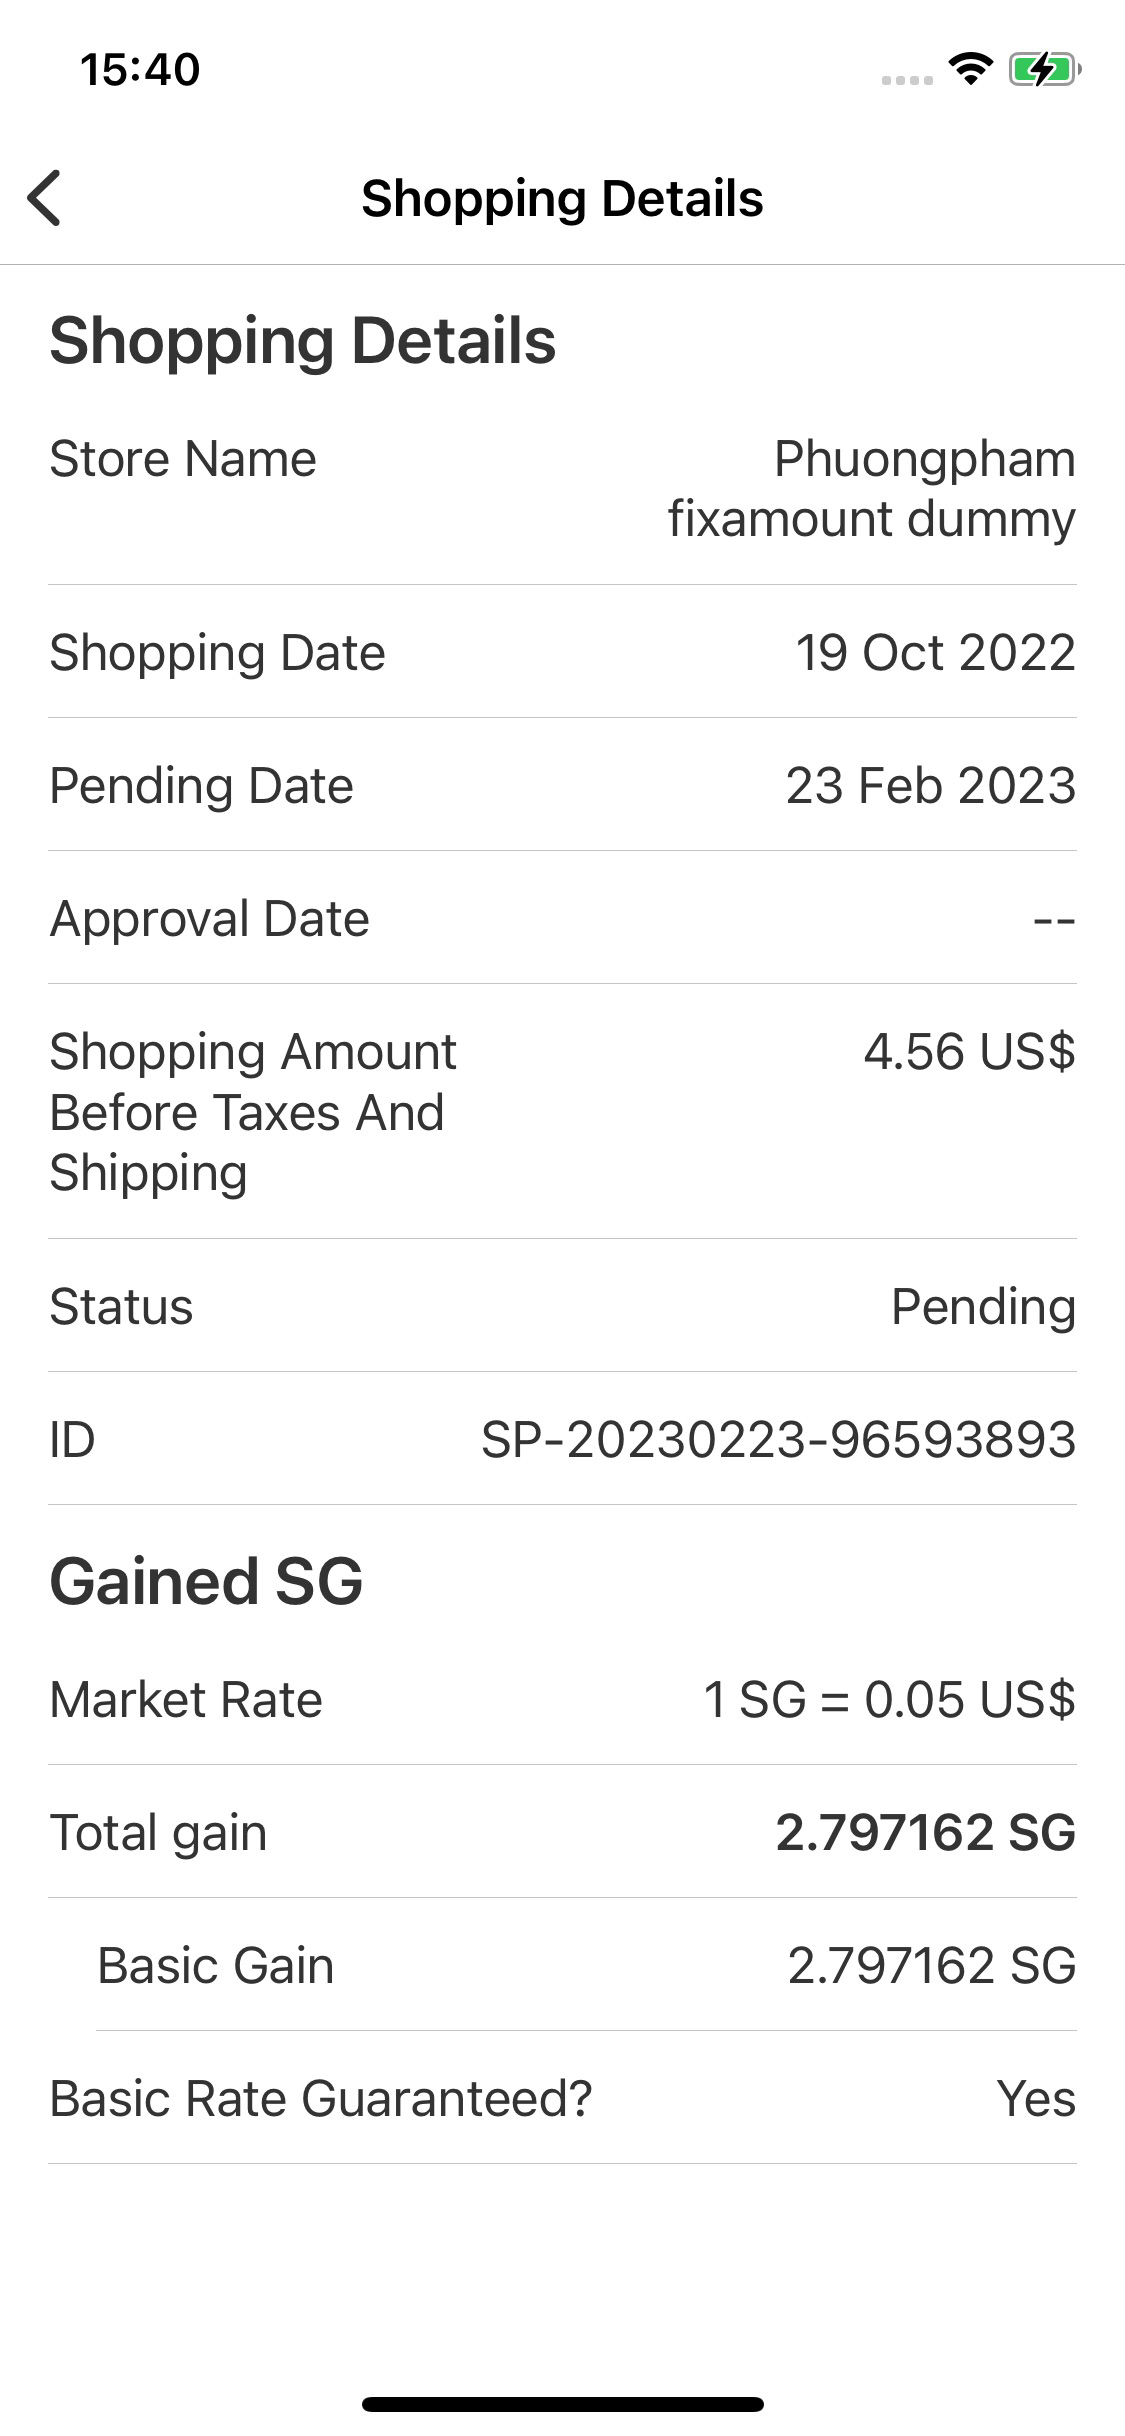 15:40
Shopping Details
Shopping Details
Store Name
Phuongpham
fixamount dummy
Shopping Date
19 Oct 2022
Pending Date
23 Feb 2023
Approval Date
--
Shopping Amount
Before Taxes And
Shipping
4.56 US$
Status
Pending
ID
SP-20230223-96593893
Gained SG
Market Rate
1 SG = 0.05 US$
Total gain
2.797162 SG
Basic Gain
2.797162 SG
Basic Rate Guaranteed?
Yes